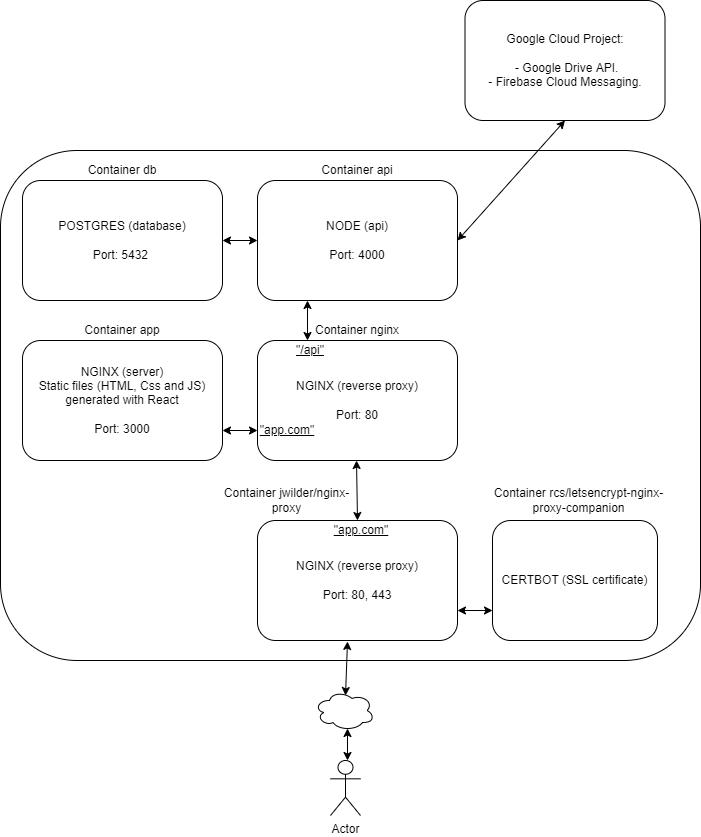 Google Cloud Project:
- Google Drive API.
- Firebase Cloud Messaging.
Container db
Container api
POSTGRES (database)
Port: 5432
NODE (api)
Port: 4000
Container app
Container nginx
NGINX (server)
Static files (HTML, Css and JS)
generated with React
Port: 3000
"/api"
NGINX (reverse proxy)
Port: 80
"app.com"
Container jwilder/nginx-
proxy
Container rcs/letsencrypt-nginx-
proxy-companion
"app.com"
NGINX (reverse proxy)
Port: 80, 443
CERTBOT (SSL certificate)
Actor